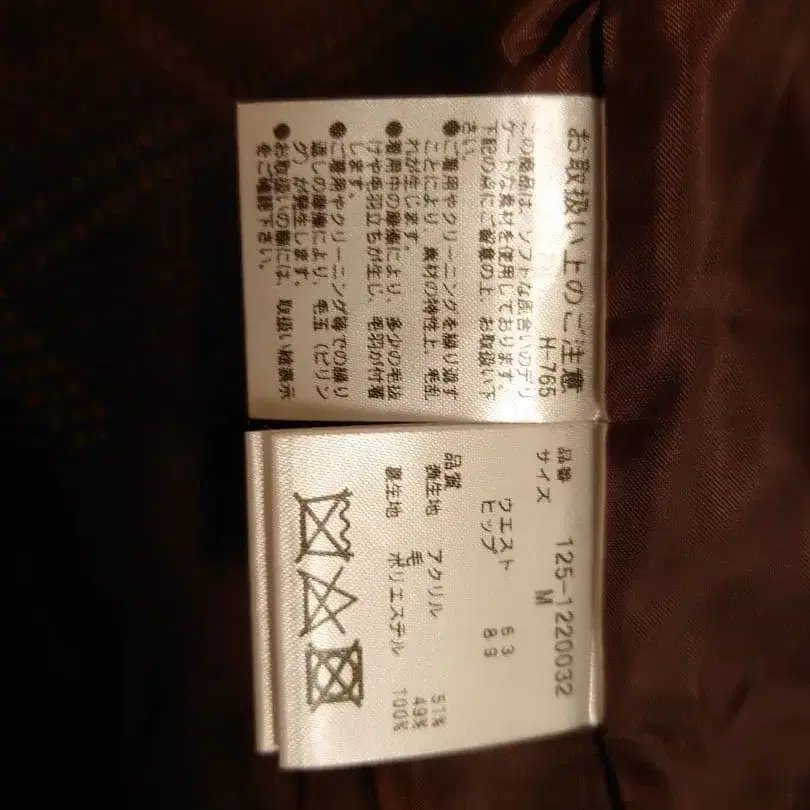 お取扱い上のご注意
H-765
この商品は、ソフトな風合いのデリ
ケートな素材を使用しております。
下記の点にご留意の上、お取扱い下
さい。
●ご着用やクリーニングを繰り返す
ことにより、素材の特性上、毛乱
れが生じます。
●着用中の摩擦により、多少の毛抜
けや毛羽立ちが生じ、毛羽が付着
します。
●ご着用やクリーニング等での繰り
返しの摩擦により、毛玉（ピリン
グ）が発生します。
●お取扱いの際には、取扱い絵表示
をご確認下さい。
品番 125-1220032
サイズ M
ウエスト 63
ヒップ 89
品質
表生地 アクリル 51%
毛 49%
裏生地 ポリエステル 100%